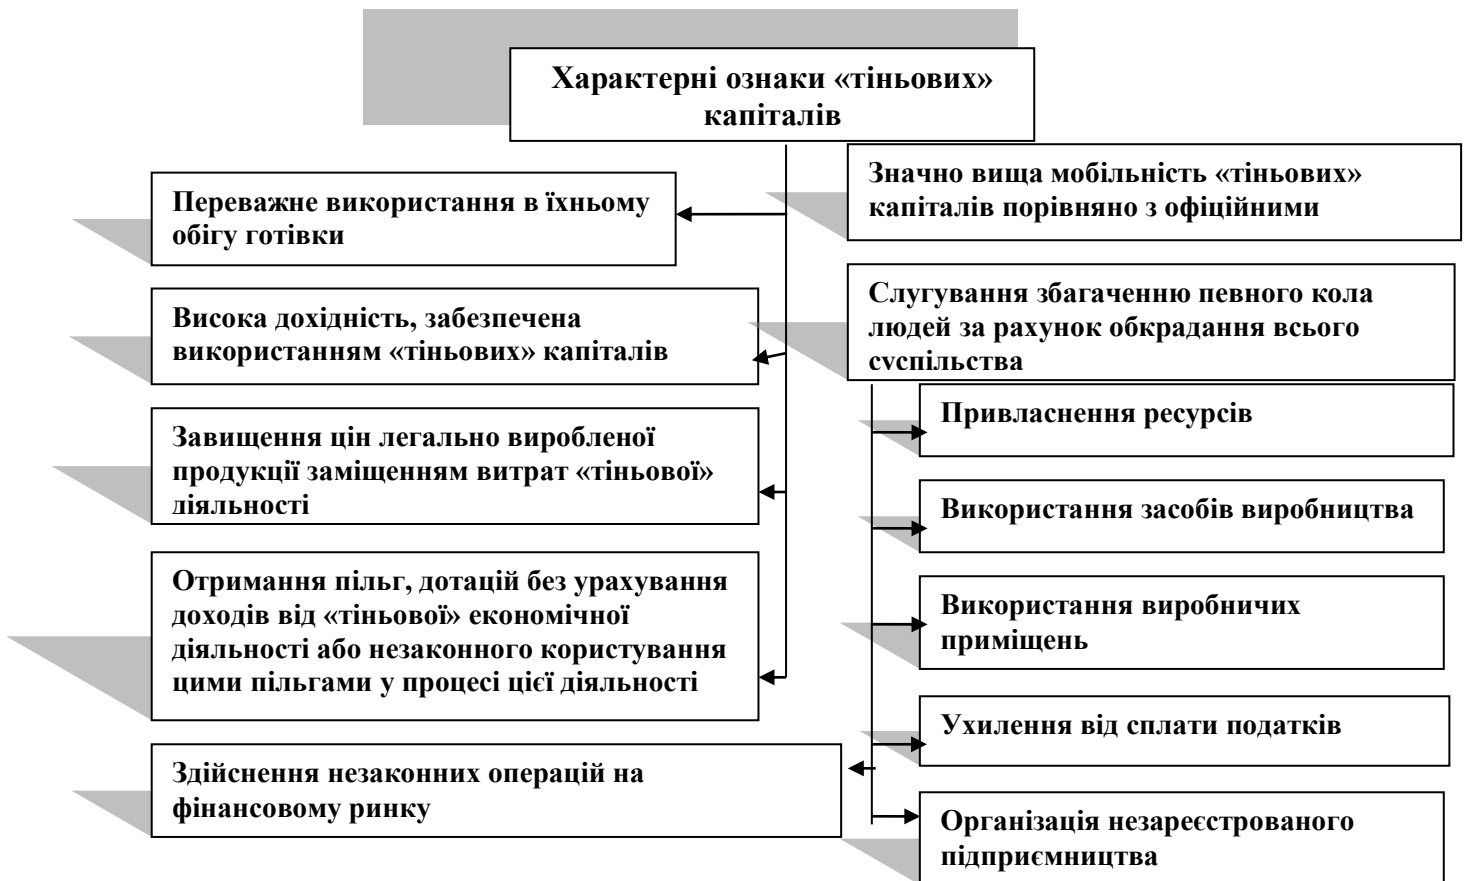 Характерні ознаки «тіньових»
капіталів
Переважне використання в їхньому
обігу готівки
Висока дохідність, забезпечена
використанням «тіньових» капіталів
Завищення цін легально виробленої
продукції заміщенням витрат «тіньової»
діяльності
Отримання пільг, дотацій без урахування
доходів від «тіньової» економічної
діяльності або незаконного користування
цими пільгами у процесі цієї діяльності
Здійснення незаконних операцій на
фінансовому ринку
Значно вища мобільність «тіньових»
капіталів порівняно з офіційними
Слугування збагаченню певного кола
людей за рахунок обкрадання всього
суспільства
Привласнення ресурсів
Використання засобів виробництва
Використання виробничих
приміщень
Ухилення від сплати податків
Організація незареєстрованого
підприємництва